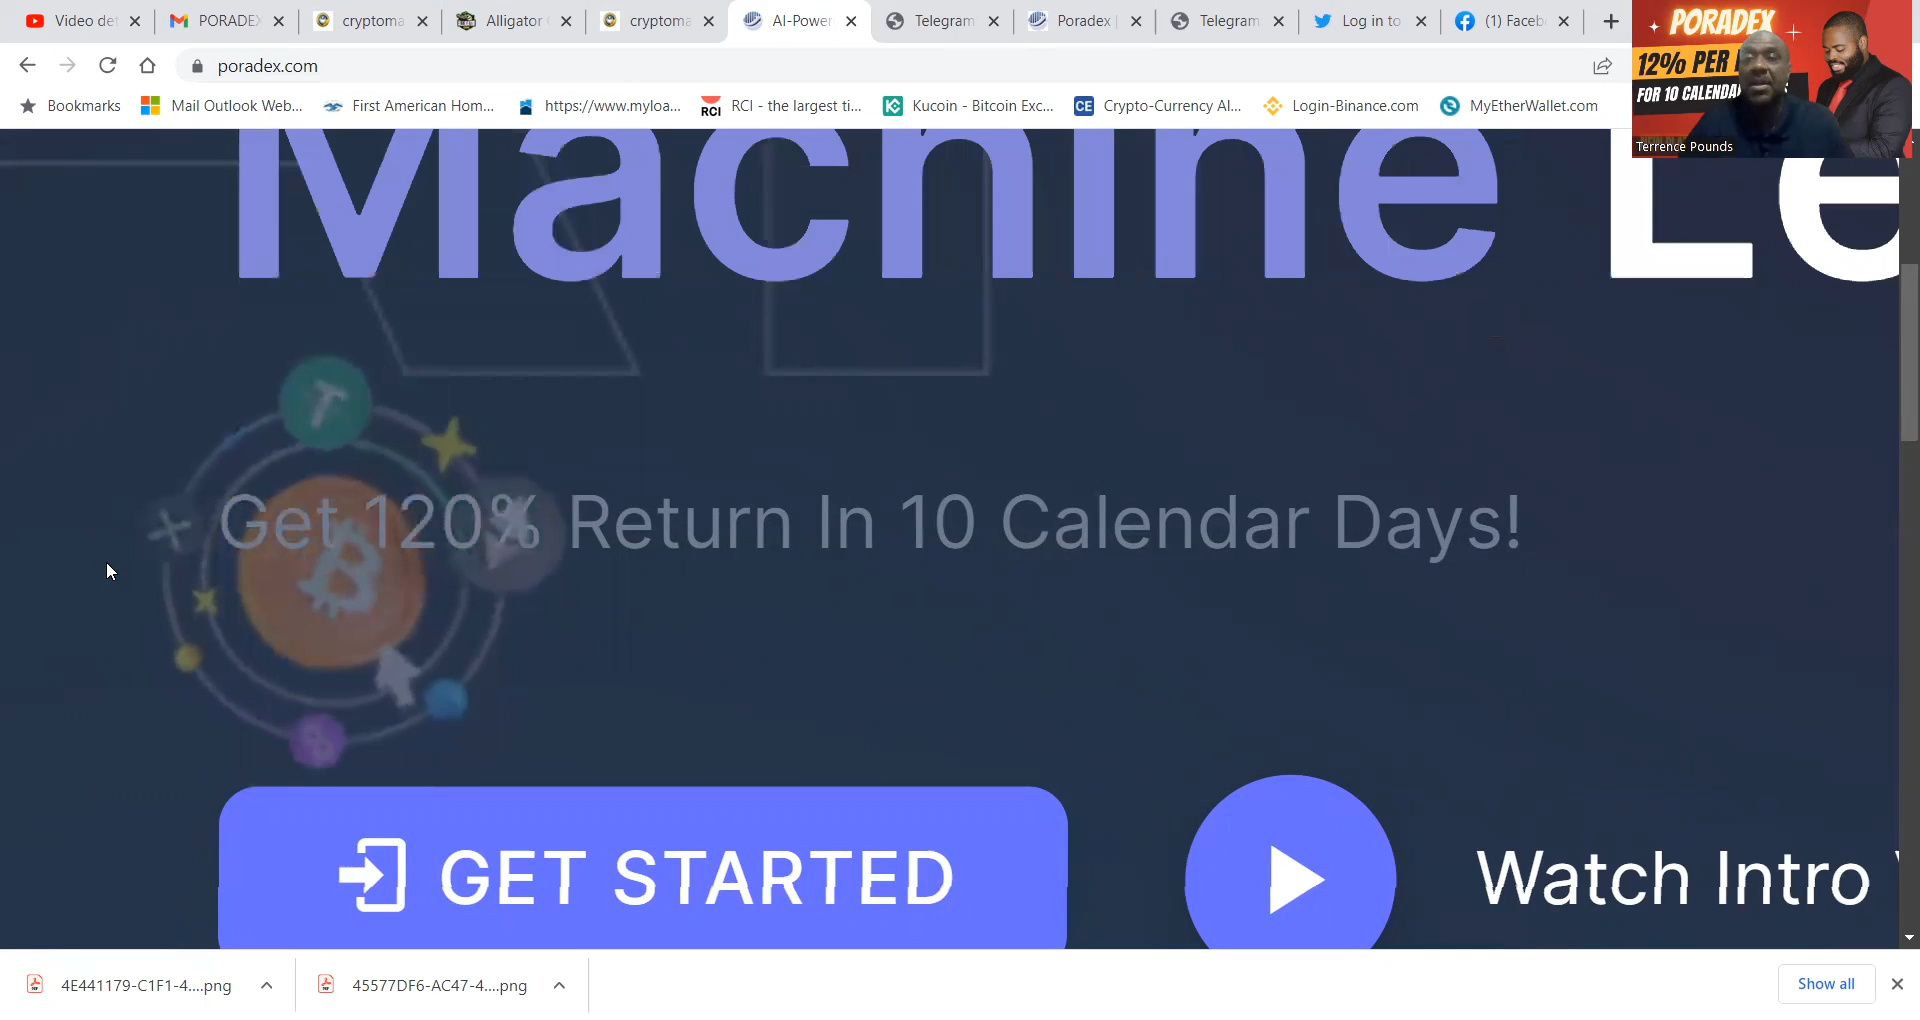 Video de
PORADEX
cryptoma
Alligator
cryptoma
AI-Power
Telegram
Poradex |
Telegram
Log in to
(1) Faceb
poradex.com
Bookmarks
Mail Outlook Web...
First American Hom...
https://www.myloa...
RCI
RCI - the largest ti...
Kucoin - Bitcoin Exc...
CE
Crypto-Currency Al...
Login-Binance.com
MyEtherWallet.com
PORADEX
12% PER
FOR 10 CALENDA
Terrence Pounds
Machine Le
Get 120% Return In 10 Calendar Days!
GET STARTED
Watch Intro
4E441179-C1F1-4....png
45577DF6-AC47-4....png
Show all